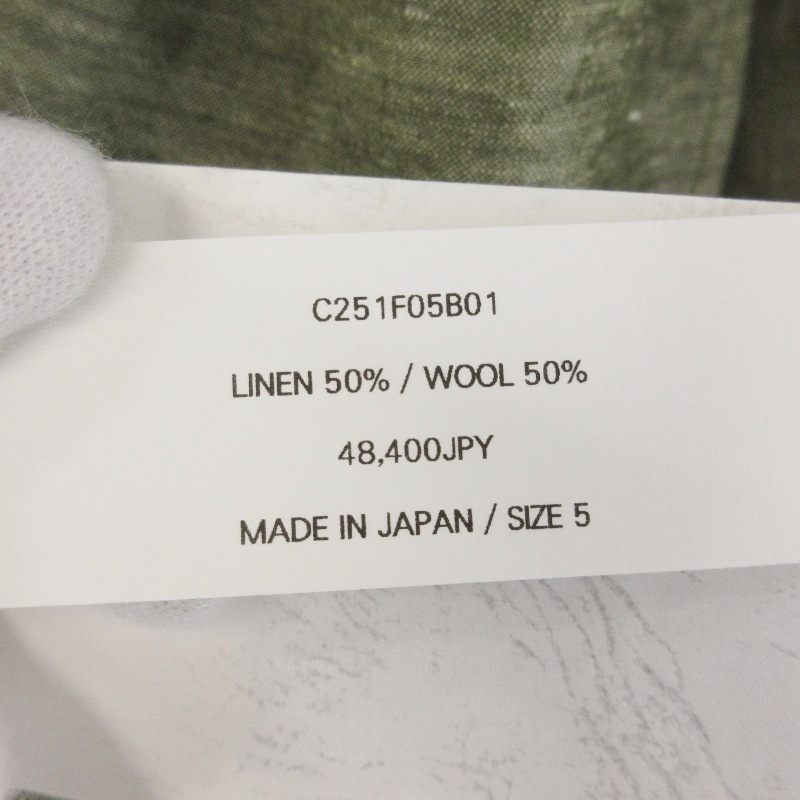 C251F05B01
LINEN 50% / WOOL 50%
48,400JPY
MADE IN JAPAN / SIZE 5